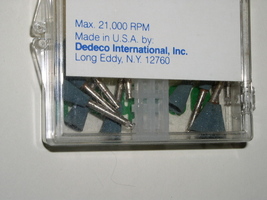 Max. 21,000 RPM
Made in U.S.A. by:
Dedeco International, Inc.
Long Eddy, N.Y. 12760